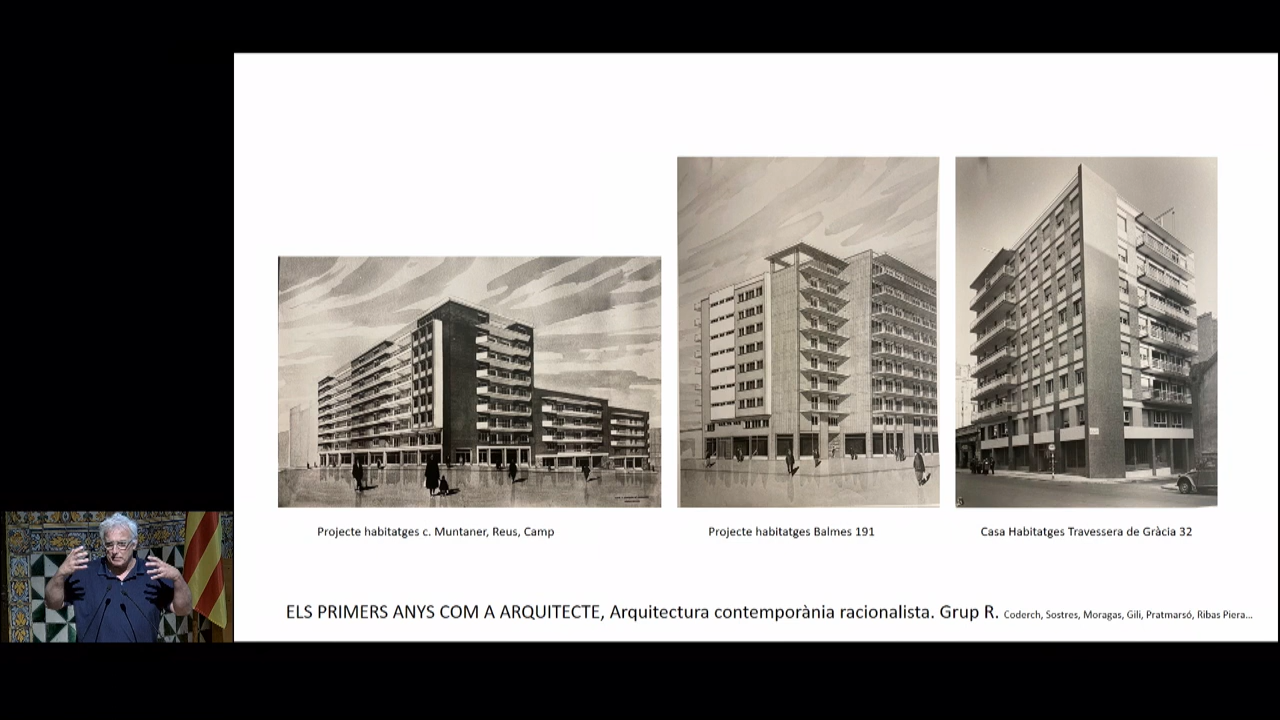 Projecte habitatges c. Muntaner, Reus, Camp
Projecte habitatges Balmes 191
Casa Habitatges Travessera de Gràcia 32
ELS PRIMERS ANYS COM A ARQUITECTE, Arquitectura contemporània racionalista. Grup R. Coderch, Sostres, Moragas, Gili, Pratmarsó, Ribas Piera...